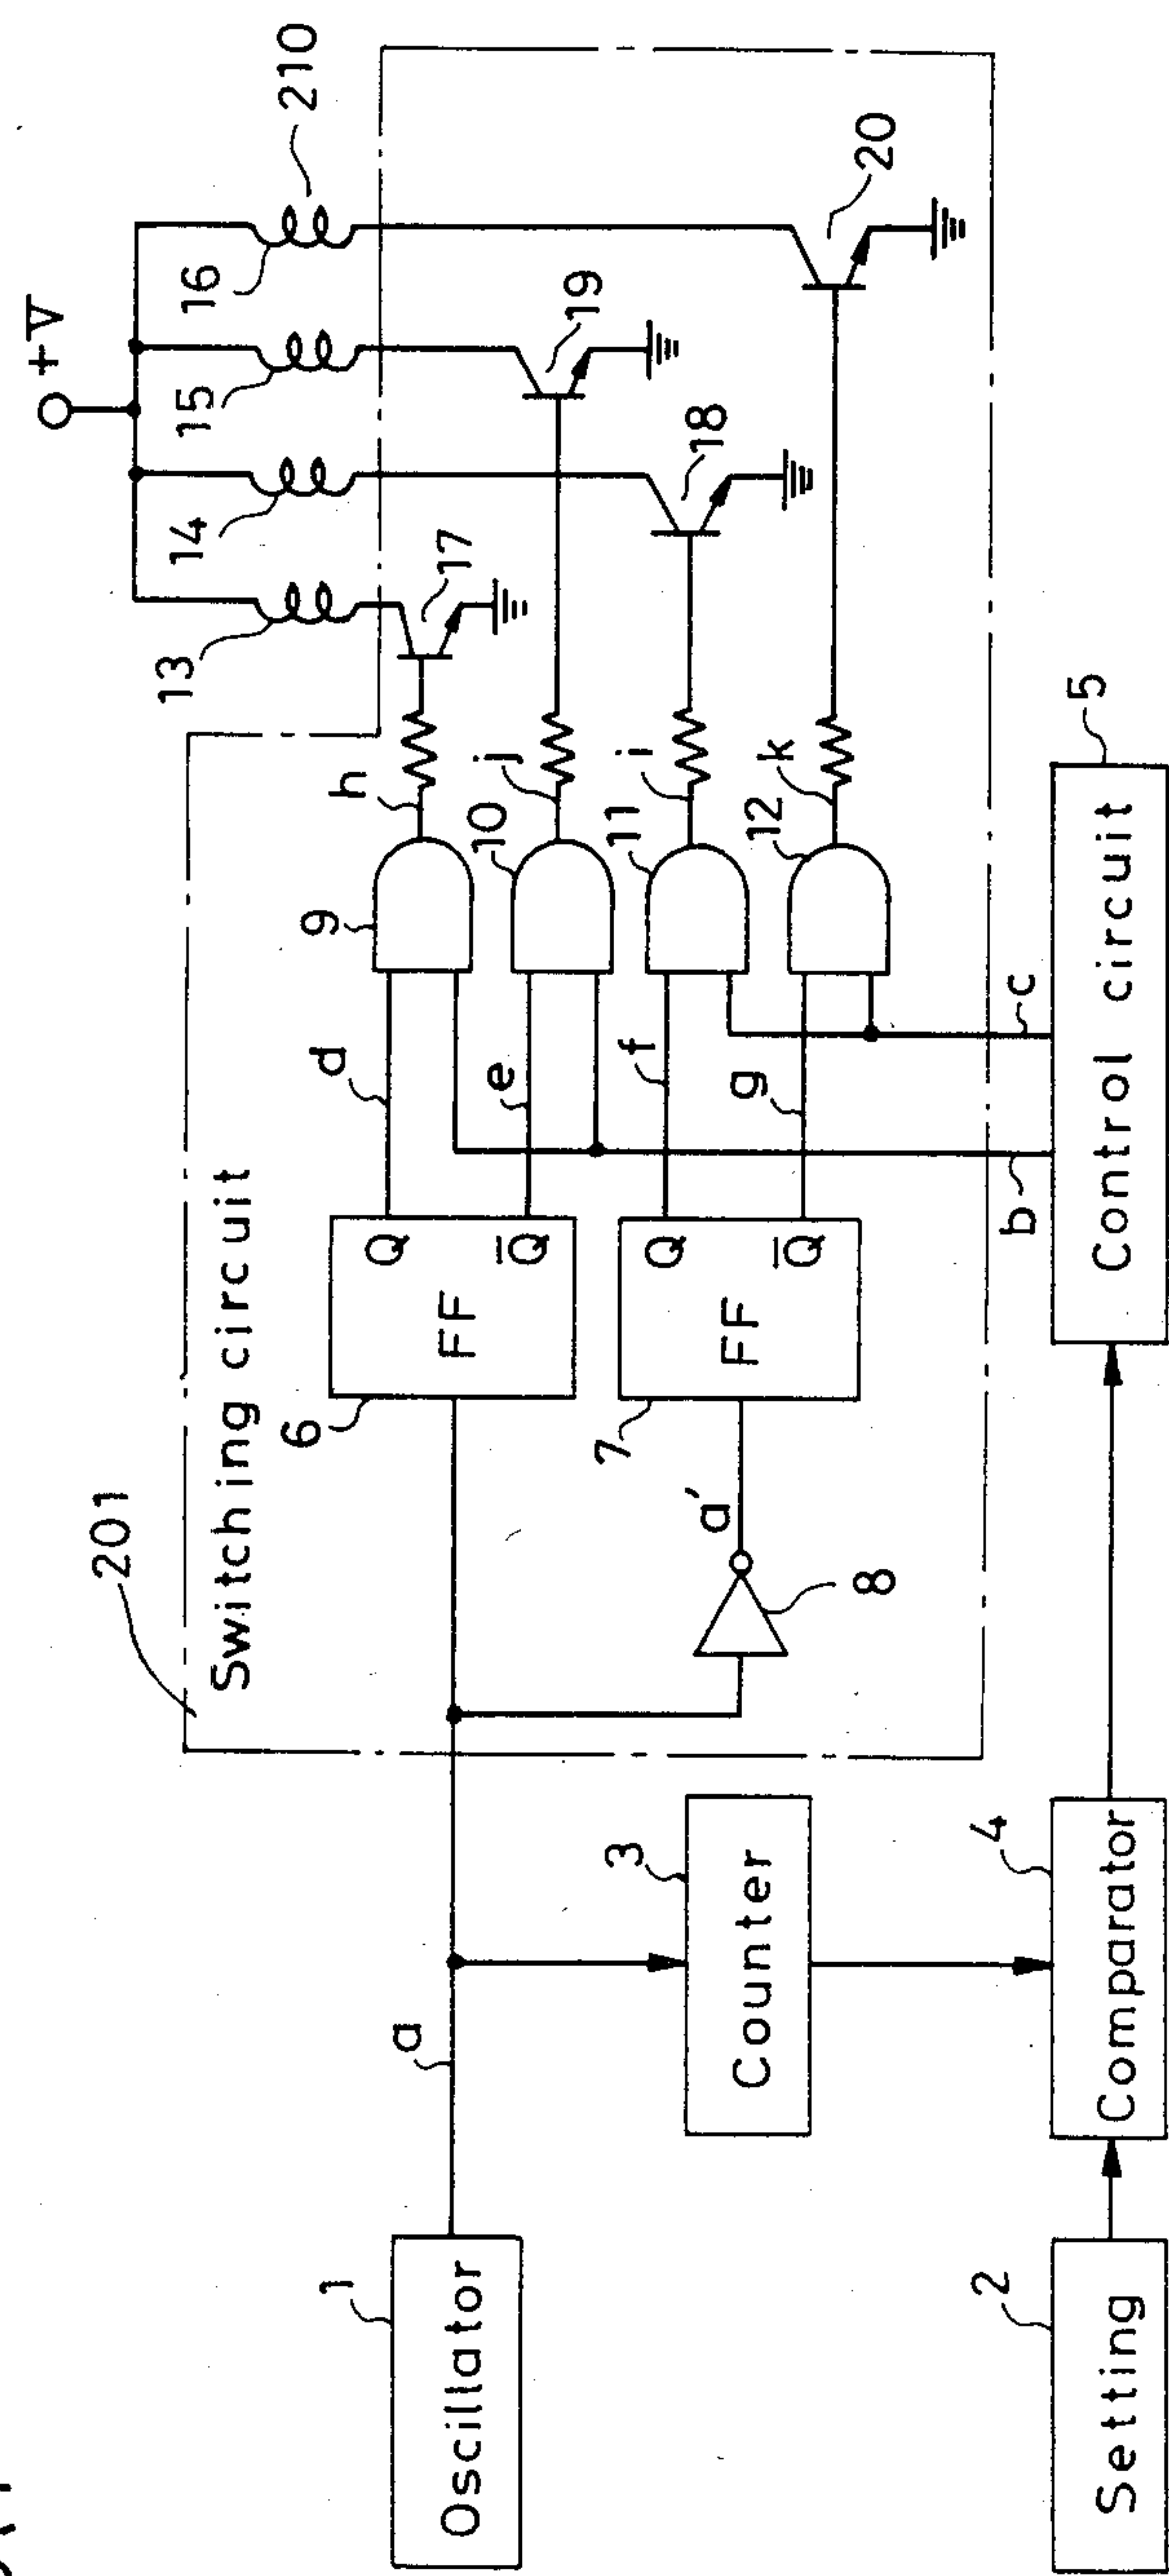 +V
210
16
15
14
13
20
19
18
17
201
Switching circuit
h
j
i
k
9
10
11
12
d
e
f
g
Q
Q̅
FF
6
Q
Q̅
FF
7
a'
8
b
c
5
Control circuit
a
3
Counter
4
Comparator
1
Oscillator
2
Setting